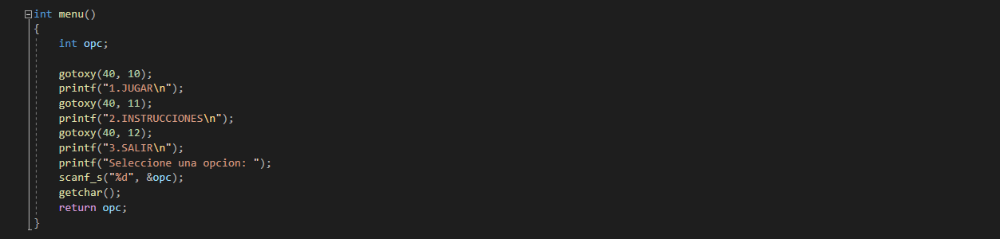 int menu()
{
    int opc;

    gotoxy(40, 10);
    printf("1.JUGAR\n");
    gotoxy(40, 11);
    printf("2.INSTRUCCIONES\n");
    gotoxy(40, 12);
    printf("3.SALIR\n");
    printf("Seleccione una opcion: ");
    scanf_s("%d", &opc);
    getchar();
    return opc;
}